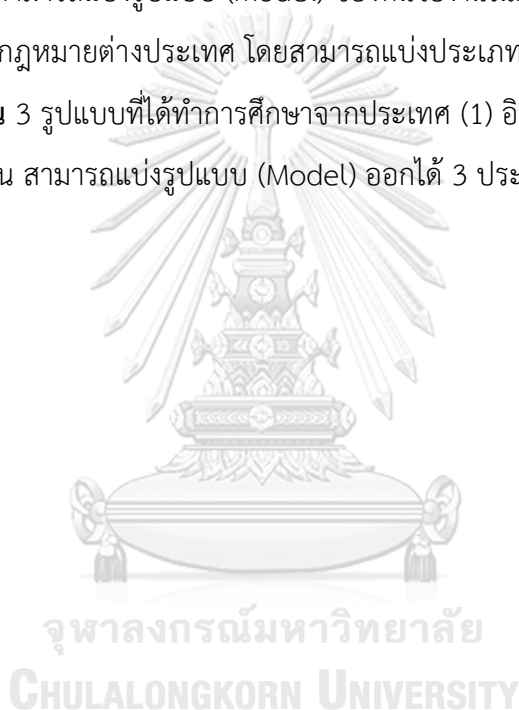 (Model)
กฎหมายต่างประเทศ โดยสามารถแบ่งประเภท
น 3 รูปแบบที่ได้ทำการศึกษาจากประเทศ (1) อิ
น สามารถแบ่งรูปแบบ (Model) ออกได้ 3 ประ
จุฬาลงกรณ์มหาวิทยาลัย
CHULALONGKORN UNIVERSITY